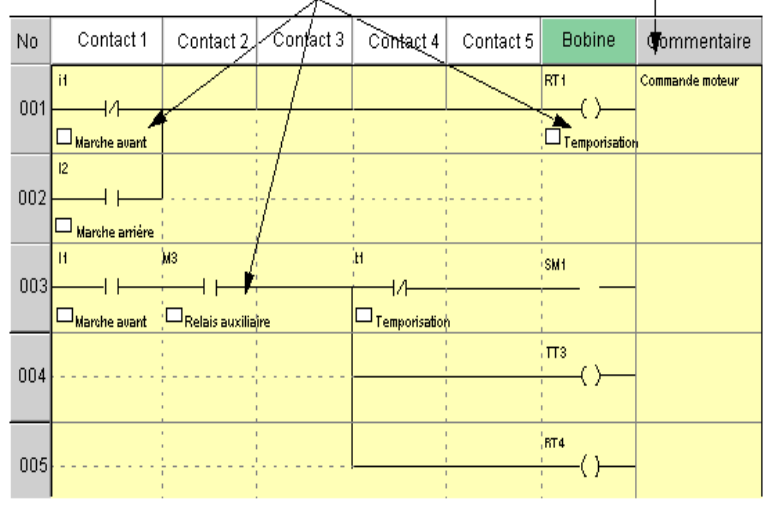 No Contact 1 Contact 2 Contact 3 Contact 4 Contact 5 Bobine Commentaire
001 i1 RT1 Commande moteur
Marche avant Temporisation
002 I2
Marche arriére
003 I1 M3 t1 SM1
Marche avant Relais auxiliaire Temporisation
004 TT3
005 RT4